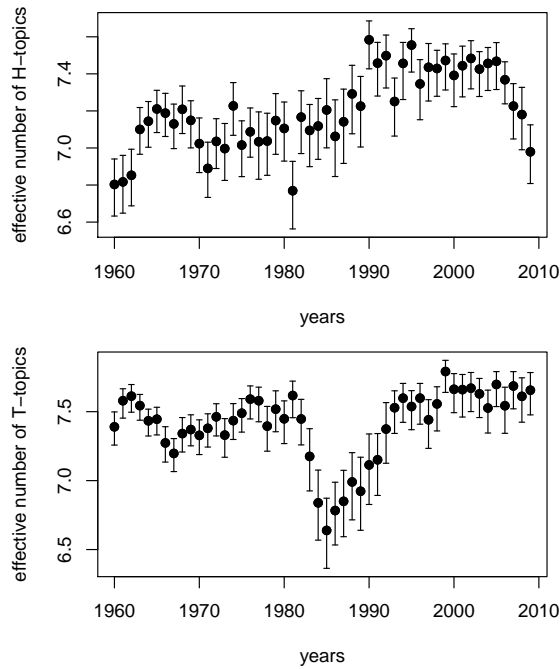 effective number of H−topics
7.4
7.0
6.6
1960 1970 1980 1990 2000 2010
years
effective number of T−topics
7.5
7.0
6.5
1960 1970 1980 1990 2000 2010
years